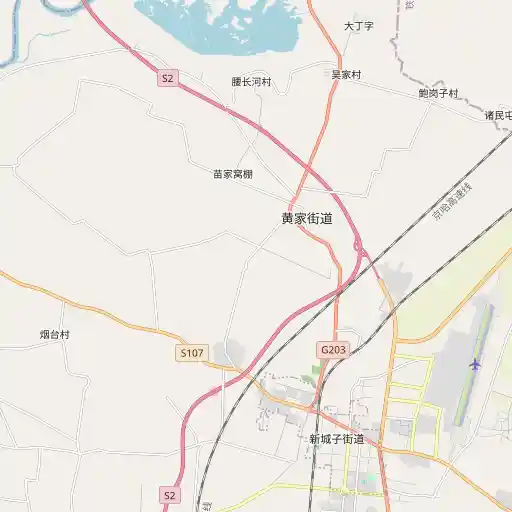 大丁字
吴家村
S2
腰长河村
鲍岗子村
诸民屯
苗家窝棚
京哈高速线
黄家街道
烟台村
S107
G203
新城子街道
S2
线